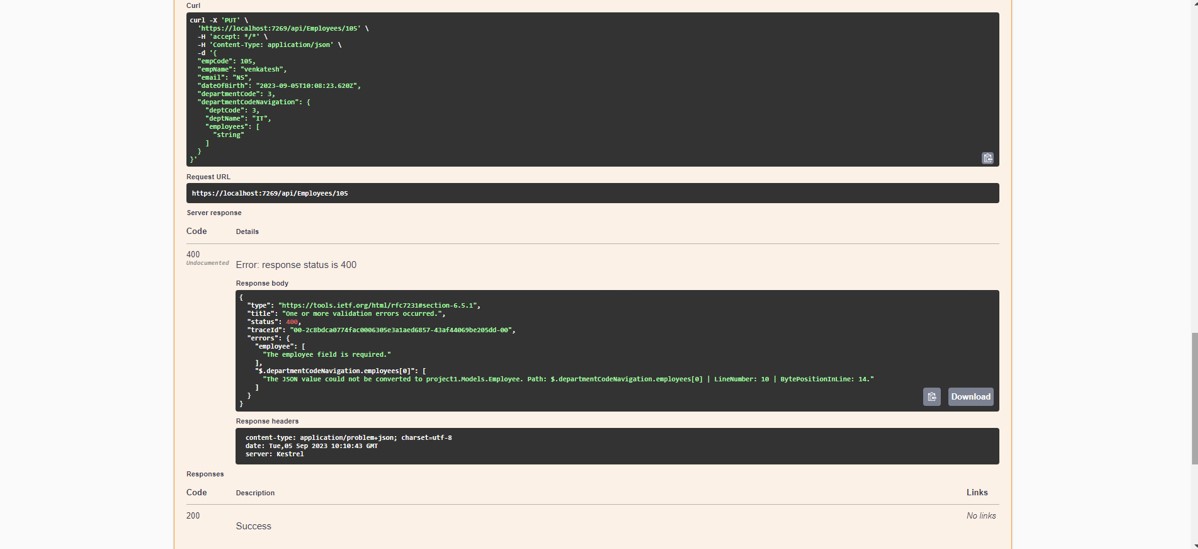 Curl
curl -X 'PUT' \
'https://localhost:7269/api/Employees/105' \
-H 'accept: */*' \
-H 'Content-Type: application/json' \
-d '{
"empCode": 105,
"empName": "venkatesh",
"email": "NS",
"dateOfBirth": "2023-09-05T10:08:23.620Z",
"departmentCode": 3,
"departmentCodeNavigation": {
"deptCode": 3,
"deptName": "IT",
"employees": [
"string"
]
}
}'
Request URL
https://localhost:7269/api/Employees/105
Server response
Code Details
400
Undocumented
Error: response status is 400
Response body
{
"type": "https://tools.ietf.org/html/rfc7231#section-6.5.1",
"title": "One or more validation errors occurred.",
"status": 400,
"traceId": "00-2c8bdca0774fac0006305e3a1aed6857-43af44069be205dd-00",
"errors": {
"employee": [
"The employee field is required."
],
"$.departmentCodeNavigation.employees[0]": [
"The JSON value could not be converted to project1.Models.Employee. Path: $.departmentCodeNavigation.employees[0] | LineNumber: 10 | BytePositionInLine: 14."
]
}
}
Download
Response headers
content-type: application/problem+json; charset=utf-8
date: Tue,05 Sep 2023 10:10:43 GMT
server: Kestrel
Responses
Code Description Links
200 No links
Success